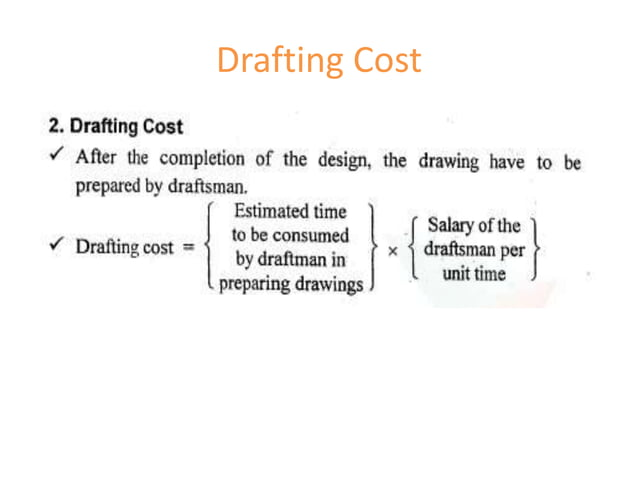 Drafting Cost
2. Drafting Cost
✓ After the completion of the design, the drawing have to be
prepared by draftsman.
✓ Drafting cost = { Estimated time
to be consumed
by draftman in
preparing drawings } × { Salary of the
draftsman per
unit time }